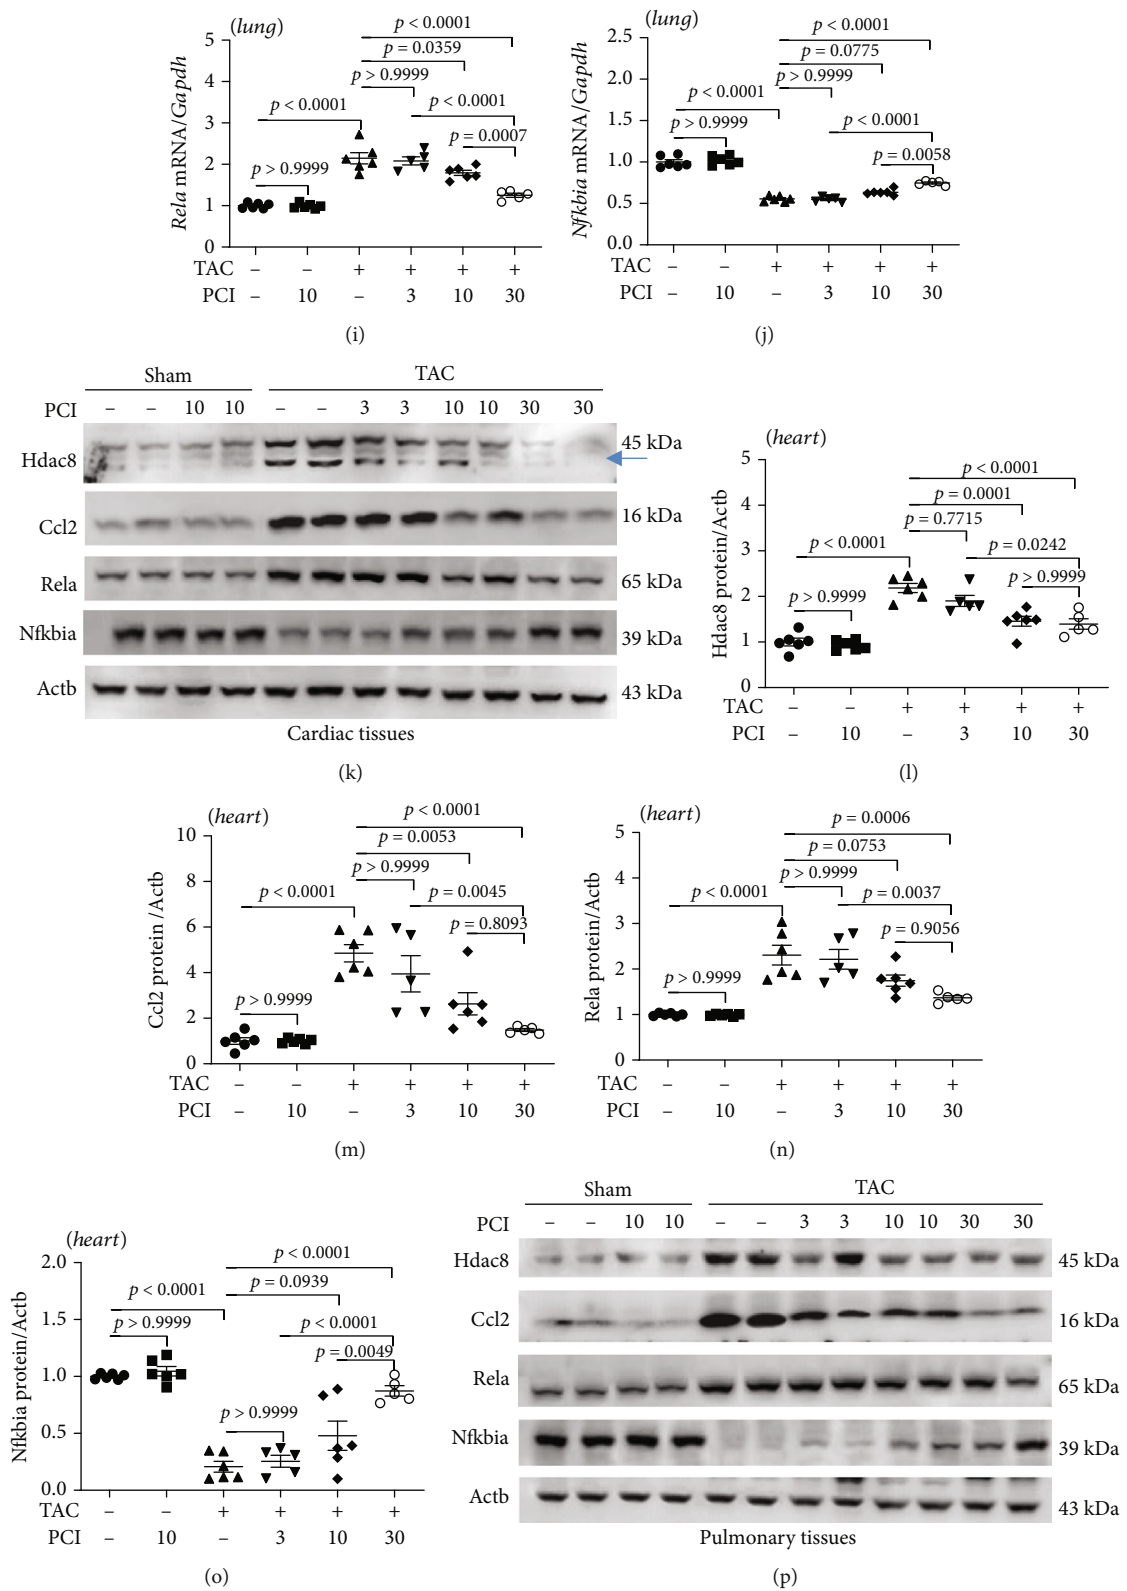 (lung)
p < 0.0001
p = 0.0359
p > 0.9999
p < 0.0001
p < 0.0001
p = 0.0007
p > 0.9999
Rela mRNA/Gapdh
5
4
3
2
1
0
TAC – – + + + +
PCI – 10 – 3 10 30
(i)
(lung)
p < 0.0001
p = 0.0775
p > 0.9999
p < 0.0001
p < 0.0001
p > 0.9999
p = 0.0058
Nfkbia mRNA/Gapdh
2.5
2.0
1.5
1.0
0.5
0.0
TAC – – + + + +
PCI – 10 – 3 10 30
(j)
Sham TAC
PCI – – 10 10 – – 3 3 10 10 30 30
Hdac8 45 kDa
Ccl2 16 kDa
Rela 65 kDa
Nfkbia 39 kDa
Actb 43 kDa
Cardiac tissues
(k)
(heart)
p < 0.0001
p = 0.0001
p = 0.7715
p < 0.0001
p = 0.0242
p > 0.9999
p > 0.9999
Hdac8 protein/Actb
5
4
3
2
1
0
TAC – – + + + +
PCI – 10 – 3 10 30
(l)
(heart)
p < 0.0001
p = 0.0053
p > 0.9999
p < 0.0001
p = 0.0045
p = 0.8093
p > 0.9999
Ccl2 protein /Actb
10
8
6
4
2
0
TAC – – + + + +
PCI – 10 – 3 10 30
(m)
(heart)
p = 0.0006
p = 0.0753
p > 0.9999
p < 0.0001
p = 0.0037
p = 0.9056
p > 0.9999
Rela protein/Actb
5
4
3
2
1
0
TAC – – + + + +
PCI – 10 – 3 10 30
(n)
(heart)
p < 0.0001
p = 0.0939
p < 0.0001
p > 0.9999
p < 0.0001
p = 0.0049
p > 0.9999
Nfkbia protein/Actb
2.0
1.5
1.0
0.5
0.0
TAC – – + + + +
PCI – 10 – 3 10 30
(o)
Sham TAC
PCI – – 10 10 – – 3 3 10 10 30 30
Hdac8 45 kDa
Ccl2 16 kDa
Rela 65 kDa
Nfkbia 39 kDa
Actb 43 kDa
Pulmonary tissues
(p)